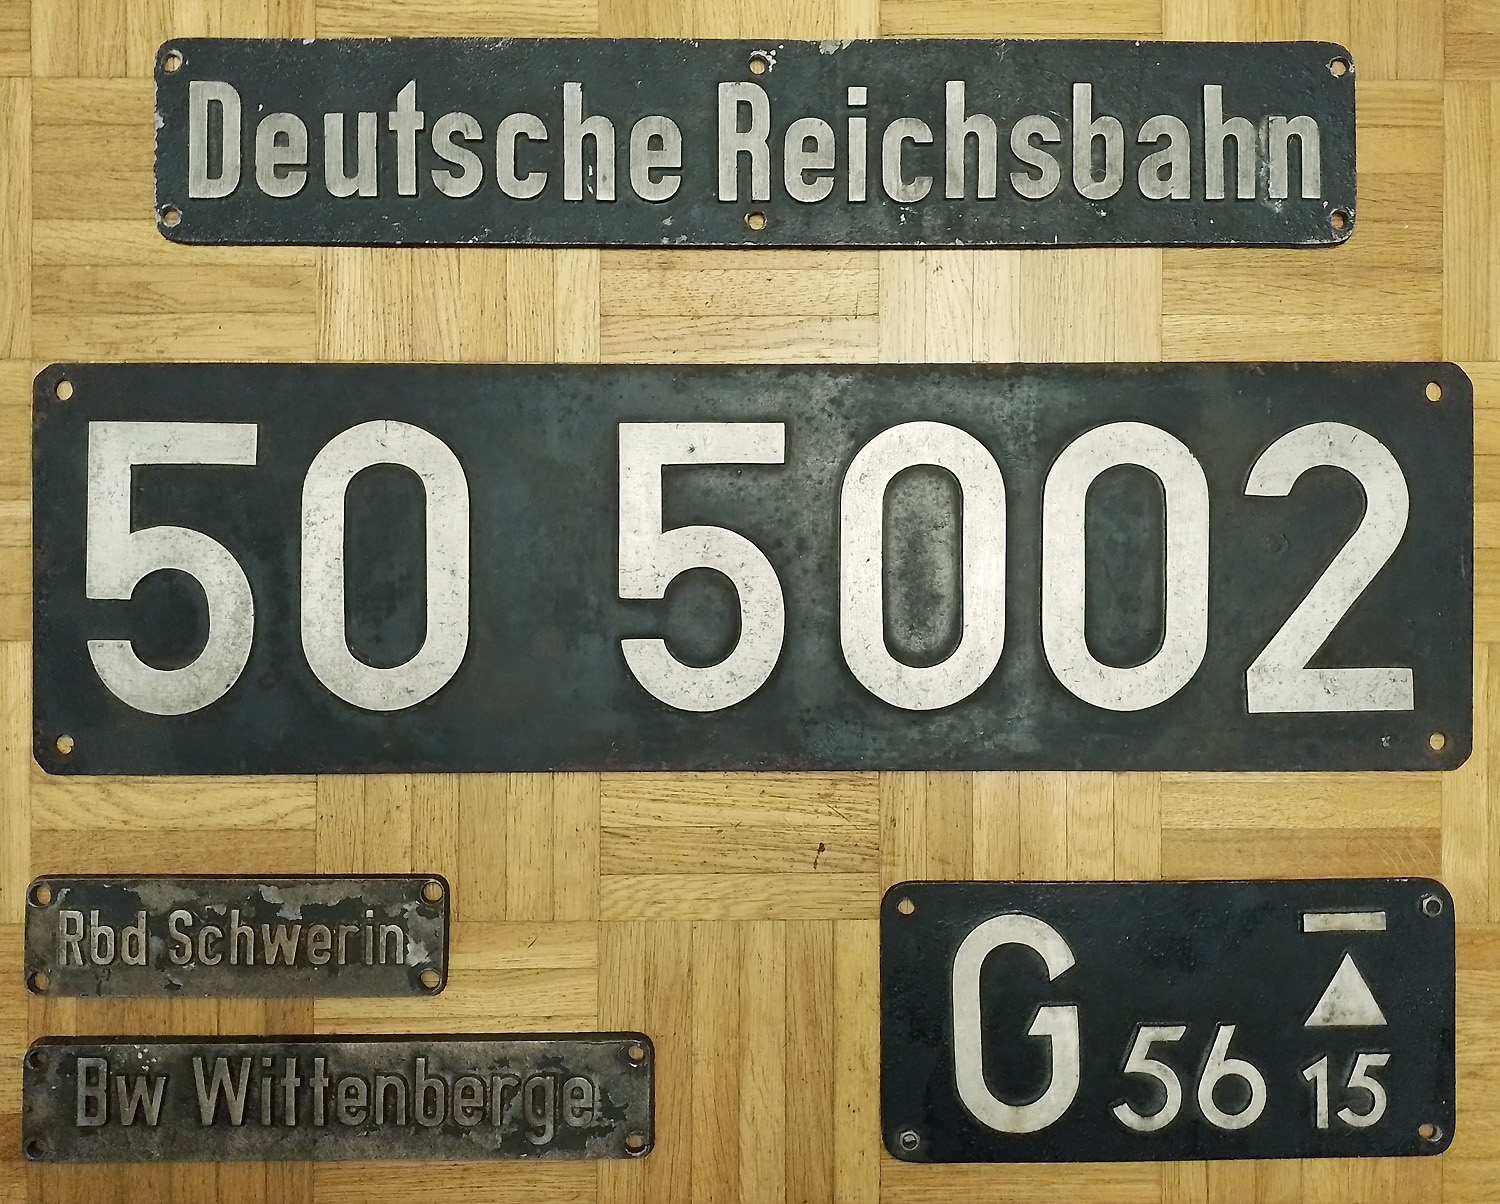 Deutsche Reichsbahn
50 5002
Rbd Schwerin
Bw Wittenberge
G 56 15